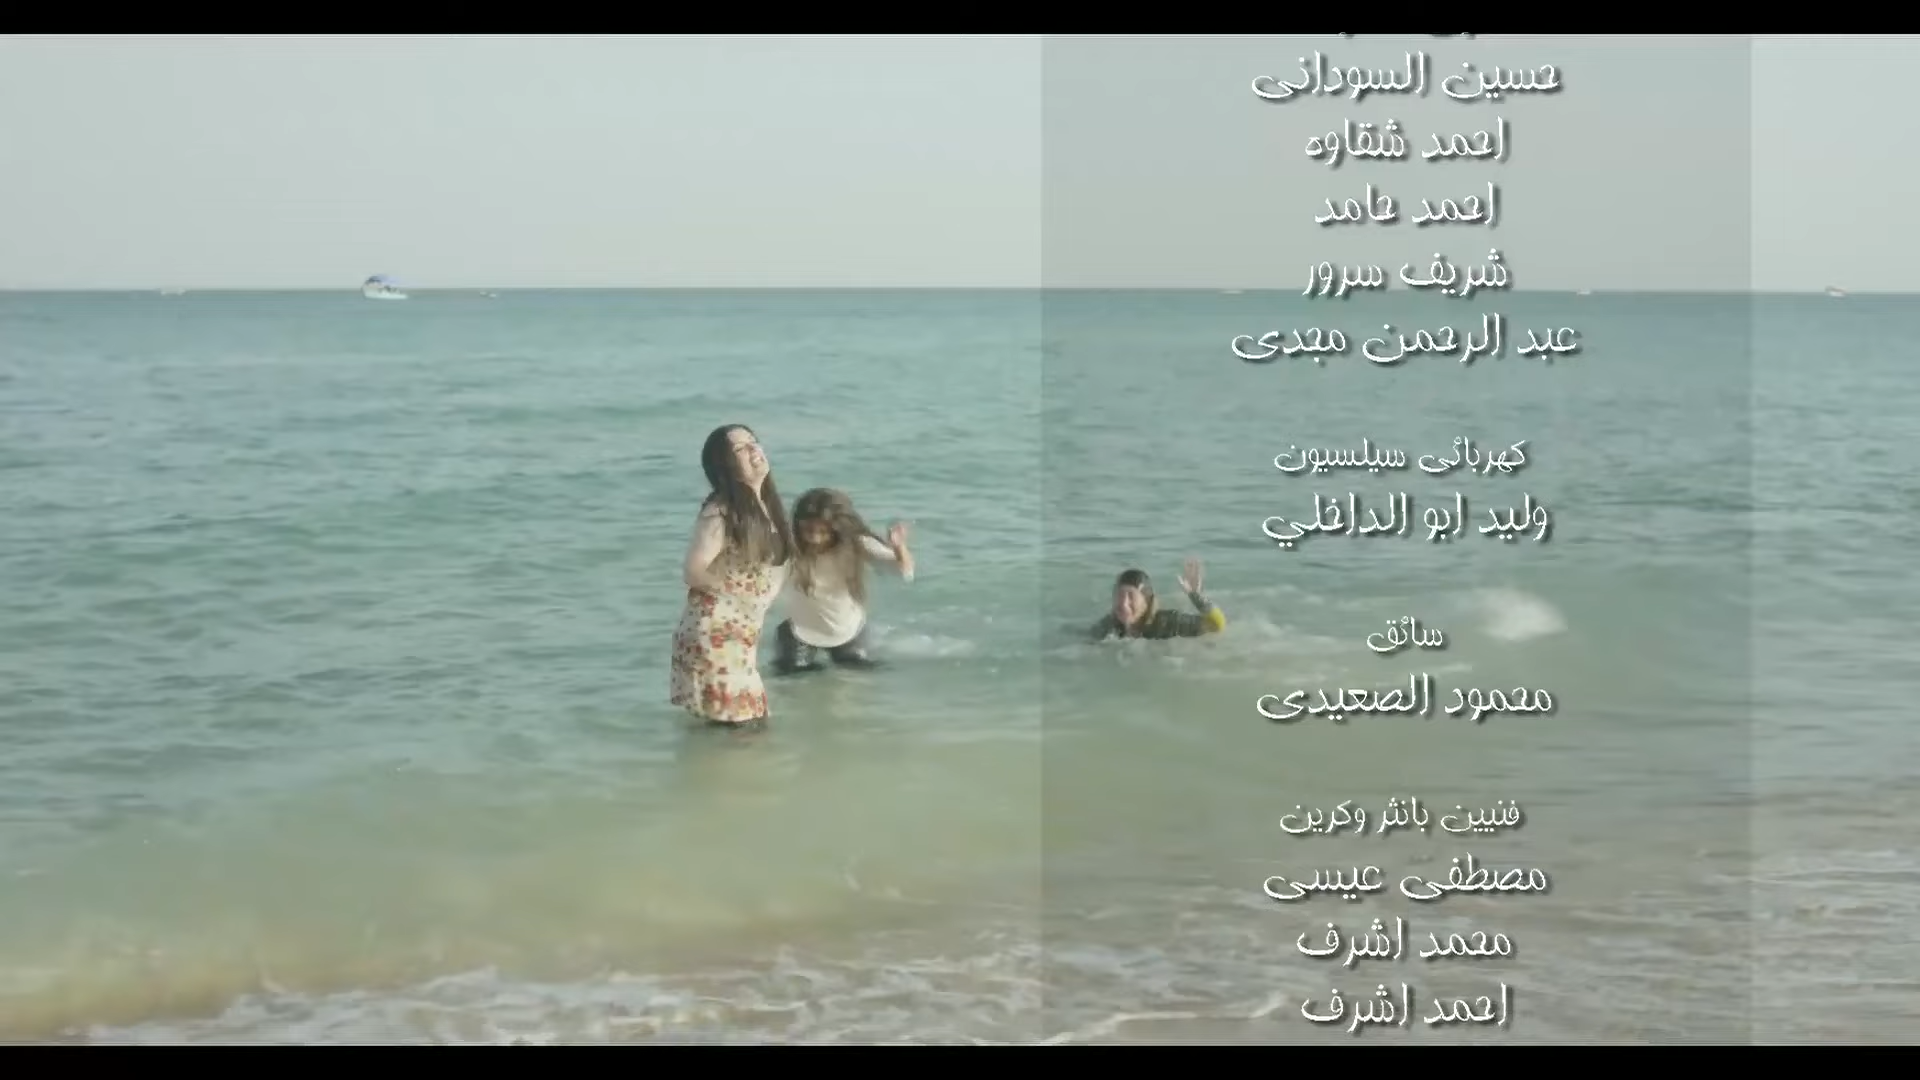 حسين السودانى
احمد شقاوه
احمد حامد
شريف سرور
عبد الرحمن مجدى
كهربائى سيلسيون
وليد ابو الداخلي
سائق
محمود الصعيدى
فنيين بانثر وكرين
مصطفى عيسى
محمد اشرف
احمد اشرف